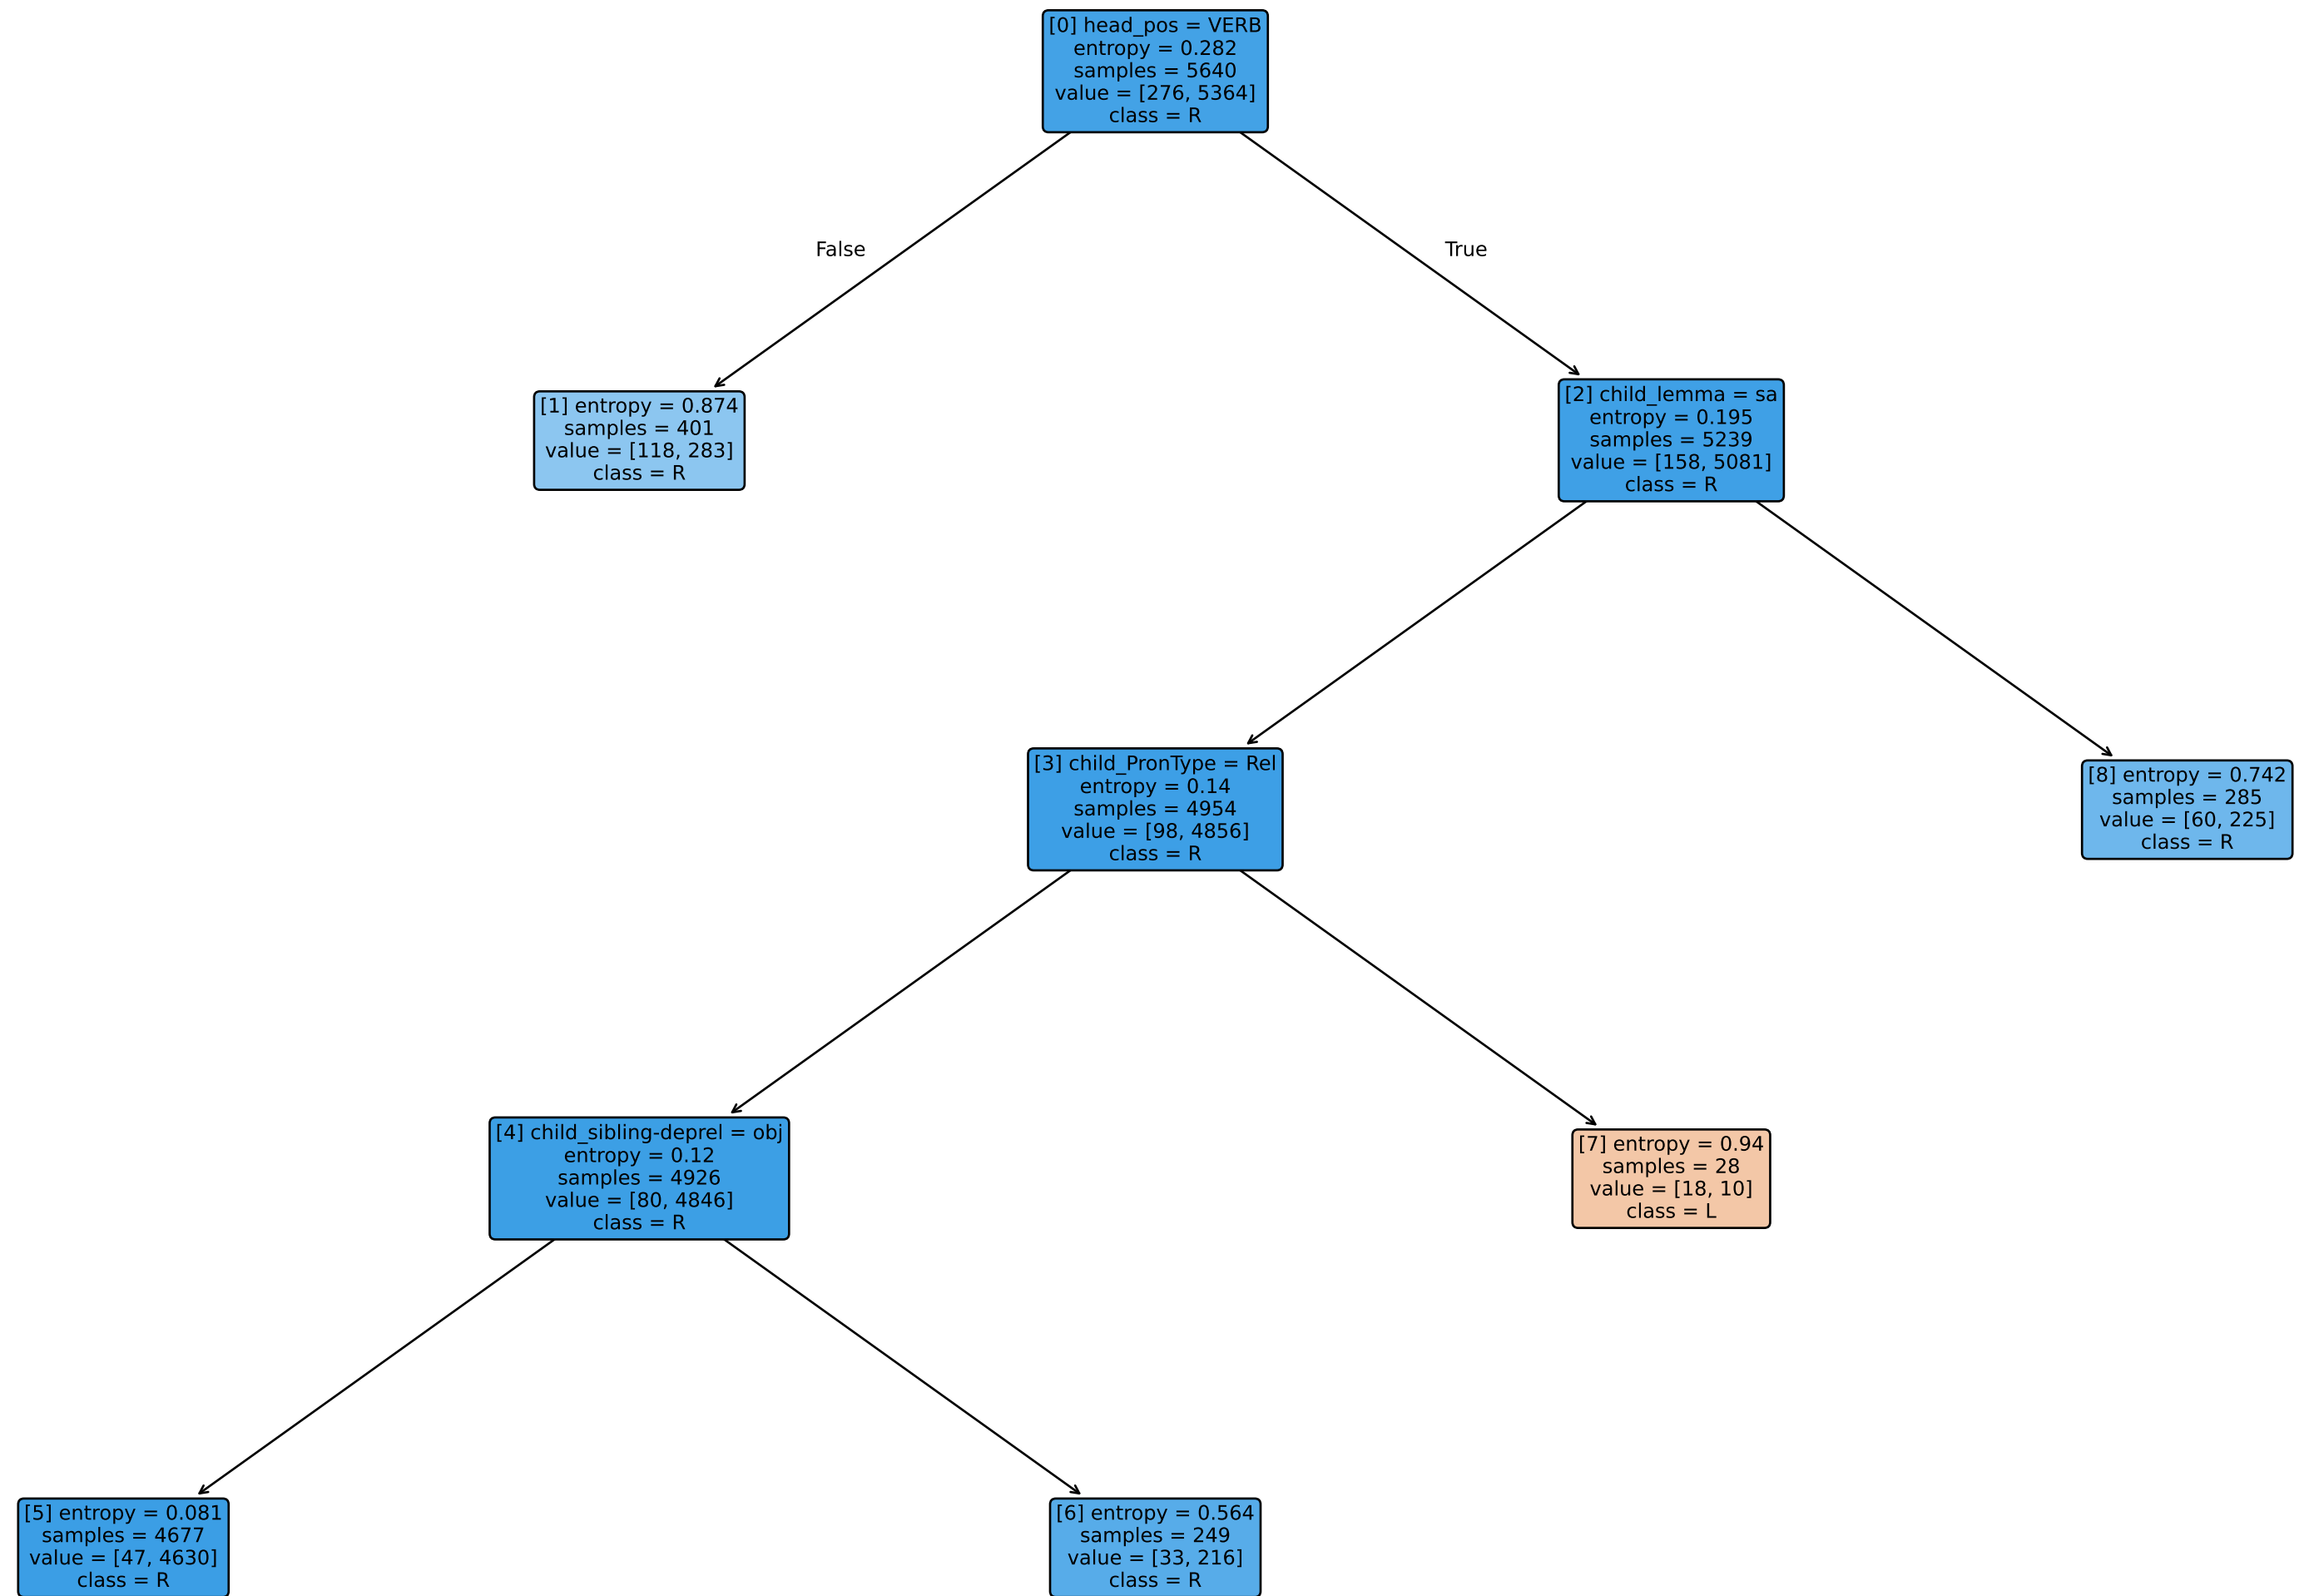 [0] head_pos = VERB
entropy = 0.282
samples = 5640
value = [276, 5364]
class = R
False
True
[1] entropy = 0.874
samples = 401
value = [118, 283]
class = R
[2] child_lemma = sa
entropy = 0.195
samples = 5239
value = [158, 5081]
class = R
[3] child_PronType = Rel
entropy = 0.14
samples = 4954
value = [98, 4856]
class = R
[8] entropy = 0.742
samples = 285
value = [60, 225]
class = R
[4] child_sibling-deprel = obj
entropy = 0.12
samples = 4926
value = [80, 4846]
class = R
[7] entropy = 0.94
samples = 28
value = [18, 10]
class = L
[5] entropy = 0.081
samples = 4677
value = [47, 4630]
class = R
[6] entropy = 0.564
samples = 249
value = [33, 216]
class = R